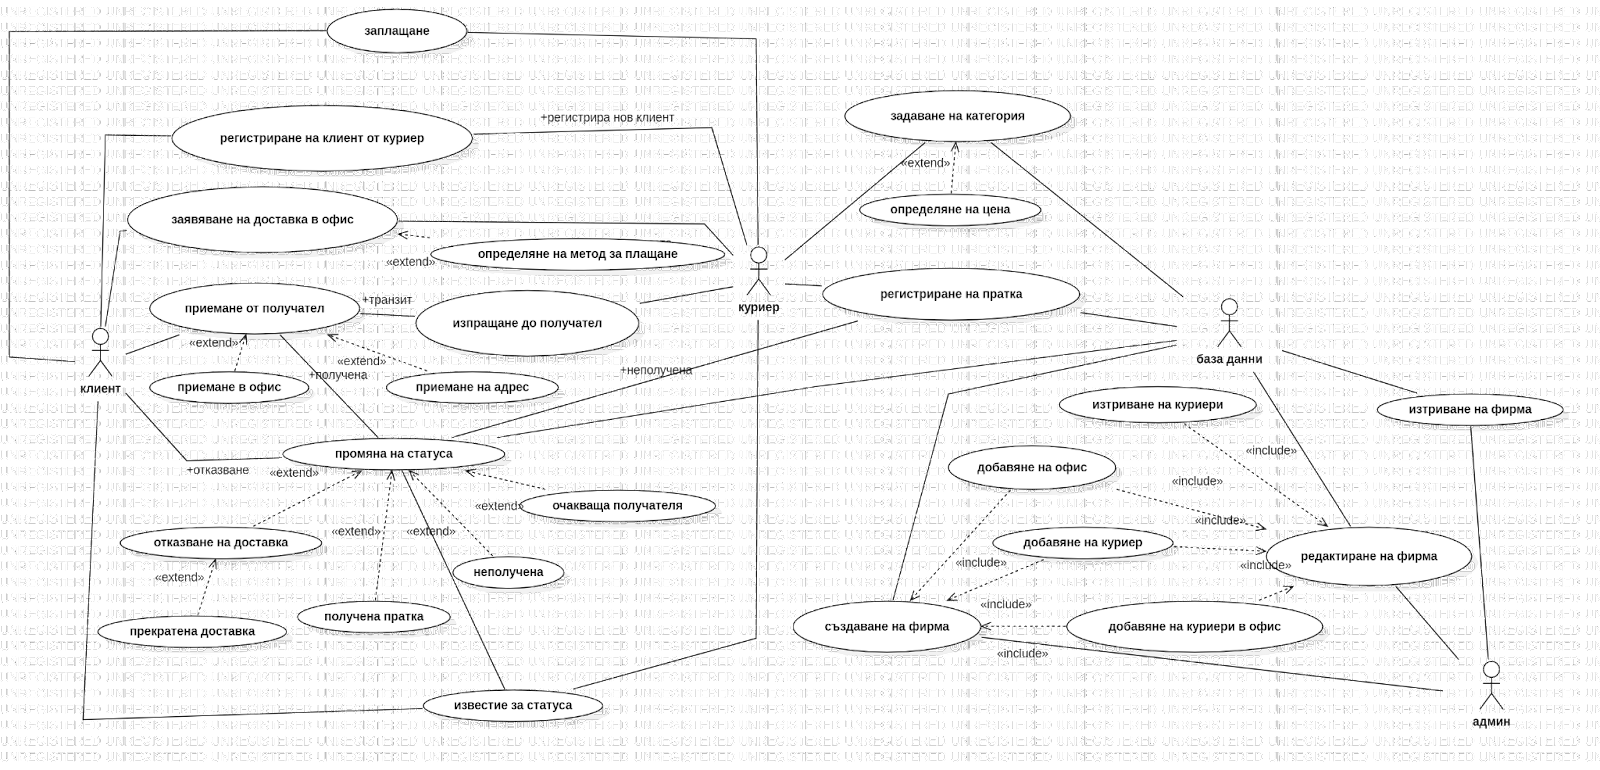 заплащане
+регистрира нов клиент
задаване на категория
регистриране на клиент от куриер
«extend»
заявяване на доставка в офис
определяне на цена
«extend»
определяне на метод за плащане
приемане от получател
+транзит
изпращане до получател
куриер
регистриране на пратка
«extend»
«extend»
клиент
+получена
приемане в офис
приемане на адрес
+неполучена
база данни
изтриване на куриери
изтриване на фирма
промяна на статуса
+отказване
«extend»
«include»
добавяне на офис
«include»
«extend»
очакваща получателя
«include»
«extend»
«extend»
отказване на доставка
добавяне на куриер
редактиране на фирма
«include»
«include»
«extend»
неполучена
«include»
получена пратка
прекратена доставка
създаване на фирма
добавяне на куриери в офис
«include»
известие за статуса
админ
UNREGISTERED